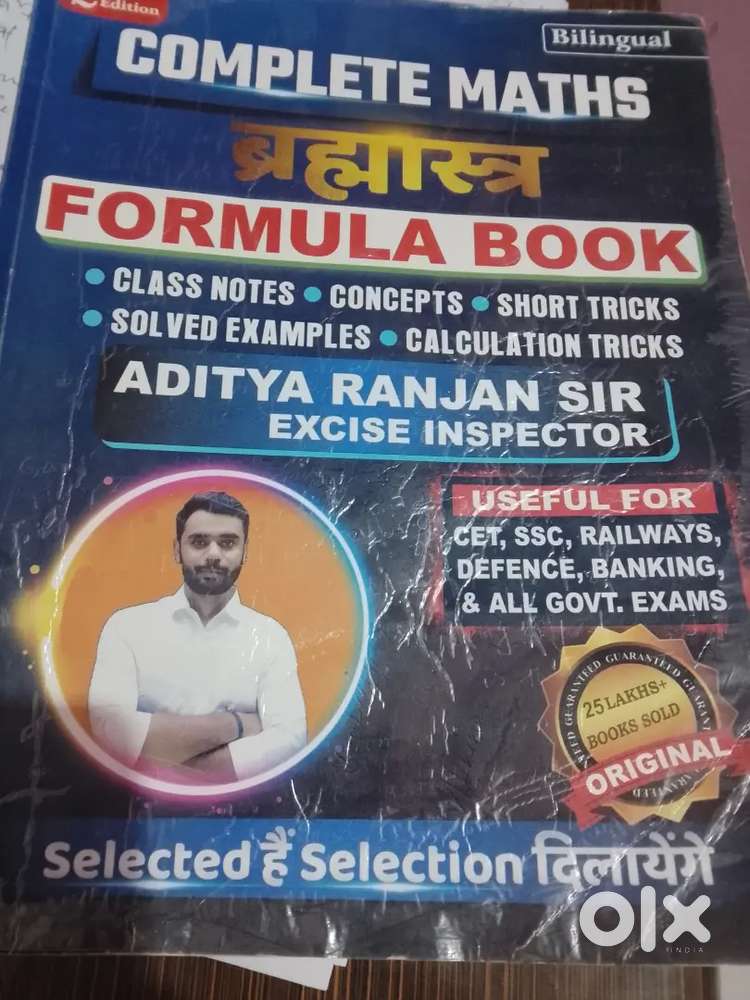 Edition
Bilingual
COMPLETE MATHS
ब्रह्मास्त्र
FORMULA BOOK
• CLASS NOTES • CONCEPTS • SHORT TRICKS
• SOLVED EXAMPLES • CALCULATION TRICKS
ADITYA RANJAN SIR
EXCISE INSPECTOR
USEFUL FOR
CET, SSC, RAILWAYS,
DEFENCE, BANKING,
& ALL GOVT. EXAMS
GUARANTEED GUARANTEED
25 LAKHS+
BOOKS SOLD
ORIGINAL
Selected हैं Selection दिलायेंगे
olx
INDIA